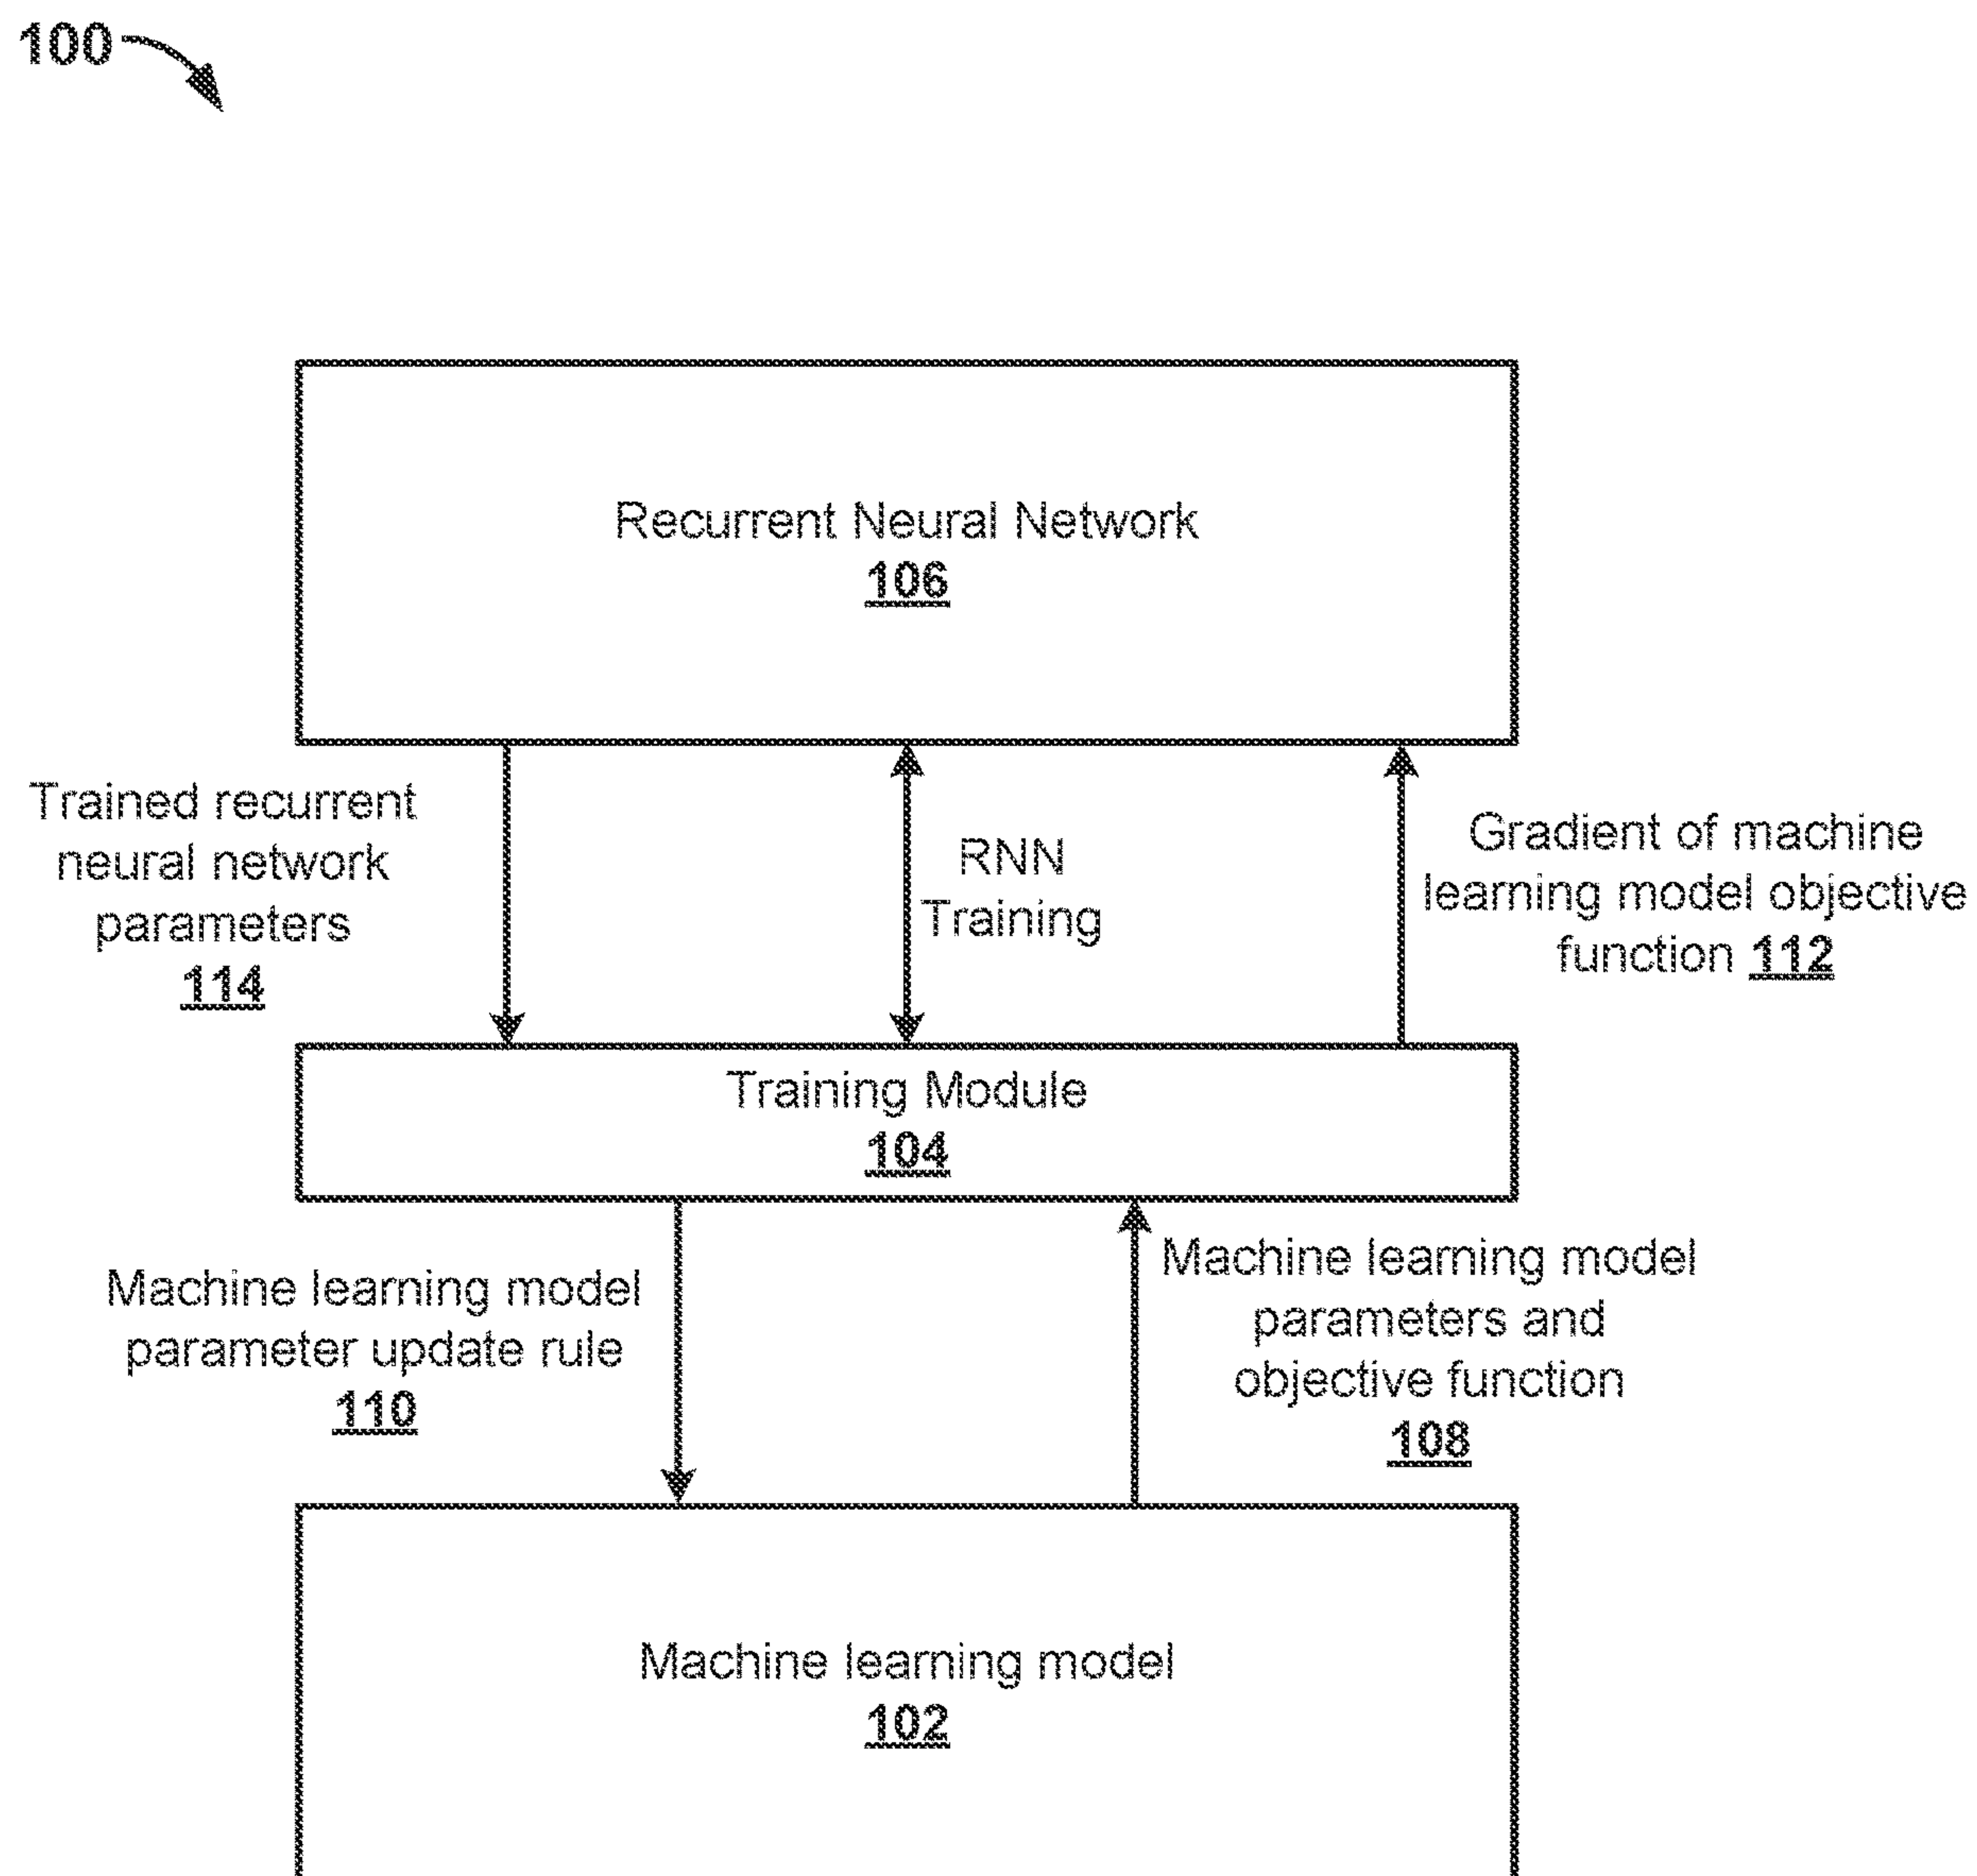 100
Recurrent Neural Network
106
Trained recurrent
neural network
parameters
114
RNN
Training
Gradient of machine
learning model objective
function 112
Training Module
104
Machine learning model
parameter update rule
110
Machine learning model
parameters and
objective function
108
Machine learning model
102